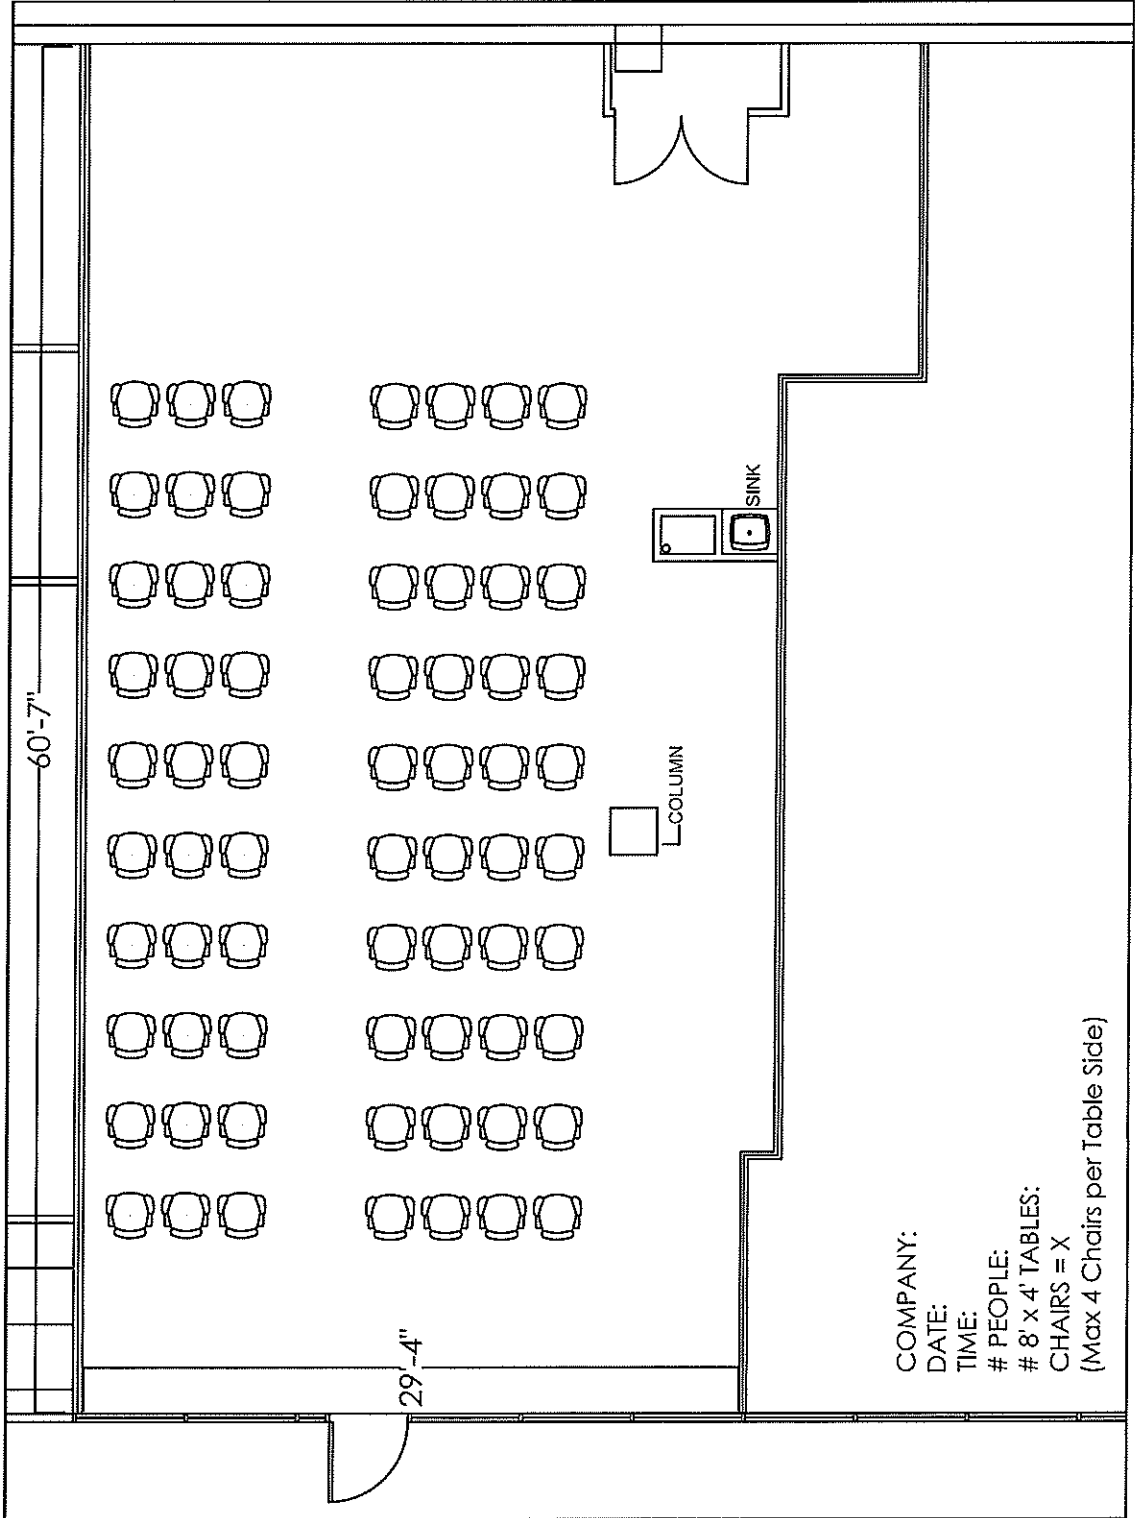 60'-7"
29'-4"
SINK
COLUMN
COMPANY:
DATE:
TIME:
# PEOPLE:
# 8' x 4' TABLES:
CHAIRS = X
(Max 4 Chairs per Table Side)